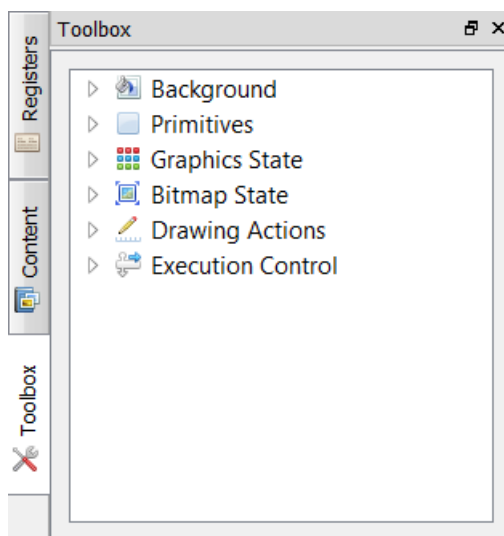 Toolbox
Registers
Content
Toolbox
Background
Primitives
Graphics State
Bitmap State
Drawing Actions
Execution Control